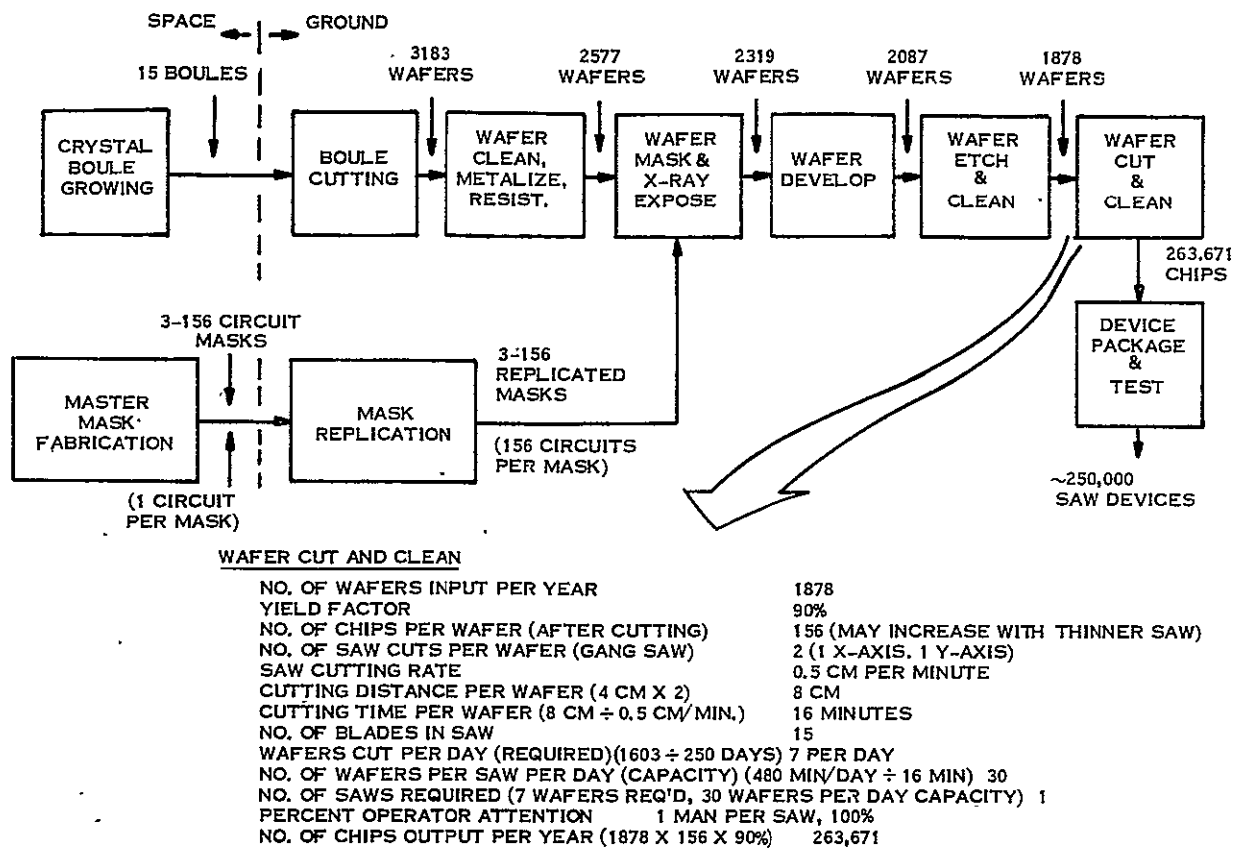 SPACE GROUND
15 BOULES
3183
WAFERS
2577
WAFERS
2319
WAFERS
2087
WAFERS
1878
WAFERS
CRYSTAL
BOULE
GROWING
BOULE
CUTTING
WAFER
CLEAN,
METALIZE,
RESIST.
WAFER
MASK &
X-RAY
EXPOSE
WAFER
DEVELOP
WAFER
ETCH
&
CLEAN
WAFER
CUT
&
CLEAN
263,671
CHIPS
3-156 CIRCUIT
MASKS
MASTER
MASK
FABRICATION
(1 CIRCUIT
PER MASK)
MASK
REPLICATION
3-156
REPLICATED
MASKS
(156 CIRCUITS
PER MASK)
DEVICE
PACKAGE
&
TEST
~250,000
SAW DEVICES
WAFER CUT AND CLEAN
NO. OF WAFERS INPUT PER YEAR 1878
YIELD FACTOR 90%
NO. OF CHIPS PER WAFER (AFTER CUTTING) 156 (MAY INCREASE WITH THINNER SAW)
NO. OF SAW CUTS PER WAFER (GANG SAW) 2 (1 X-AXIS. 1 Y-AXIS)
SAW CUTTING RATE 0.5 CM PER MINUTE
CUTTING DISTANCE PER WAFER (4 CM X 2) 8 CM
CUTTING TIME PER WAFER (8 CM ÷ 0.5 CM/MIN.) 16 MINUTES
NO. OF BLADES IN SAW 15
WAFERS CUT PER DAY (REQUIRED)(1603 ÷ 250 DAYS) 7 PER DAY
NO. OF WAFERS PER SAW PER DAY (CAPACITY) (480 MIN/DAY ÷ 16 MIN) 30
NO. OF SAWS REQUIRED (7 WAFERS REQ'D, 30 WAFERS PER DAY CAPACITY) 1
PERCENT OPERATOR ATTENTION 1 MAN PER SAW, 100%
NO. OF CHIPS OUTPUT PER YEAR (1878 X 156 X 90%) 263,671